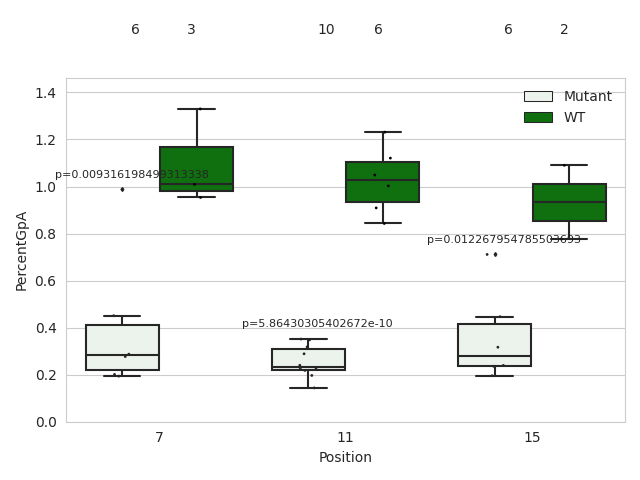 6 3 10 6 6 2
1.4
1.2
1.0
0.8
0.6
0.4
0.2
0.0
PercentGpA
Mutant
WT
p=0.009316198499313338
p=5.86430305402672e-10
p=0.012267954785503693
7 11 15
Position